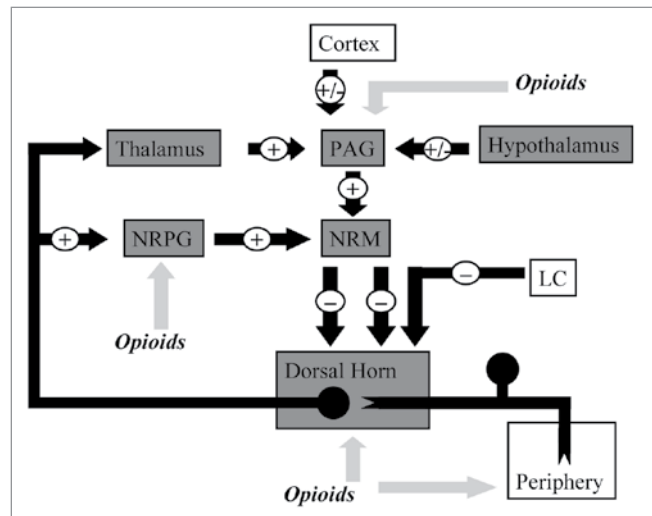 Cortex
+/-
Opioids
Thalamus
+
PAG
+/-
Hypothalamus
+
+
NRPG
+
NRM
−
−
−
LC
Opioids
Dorsal Horn
Opioids
Periphery